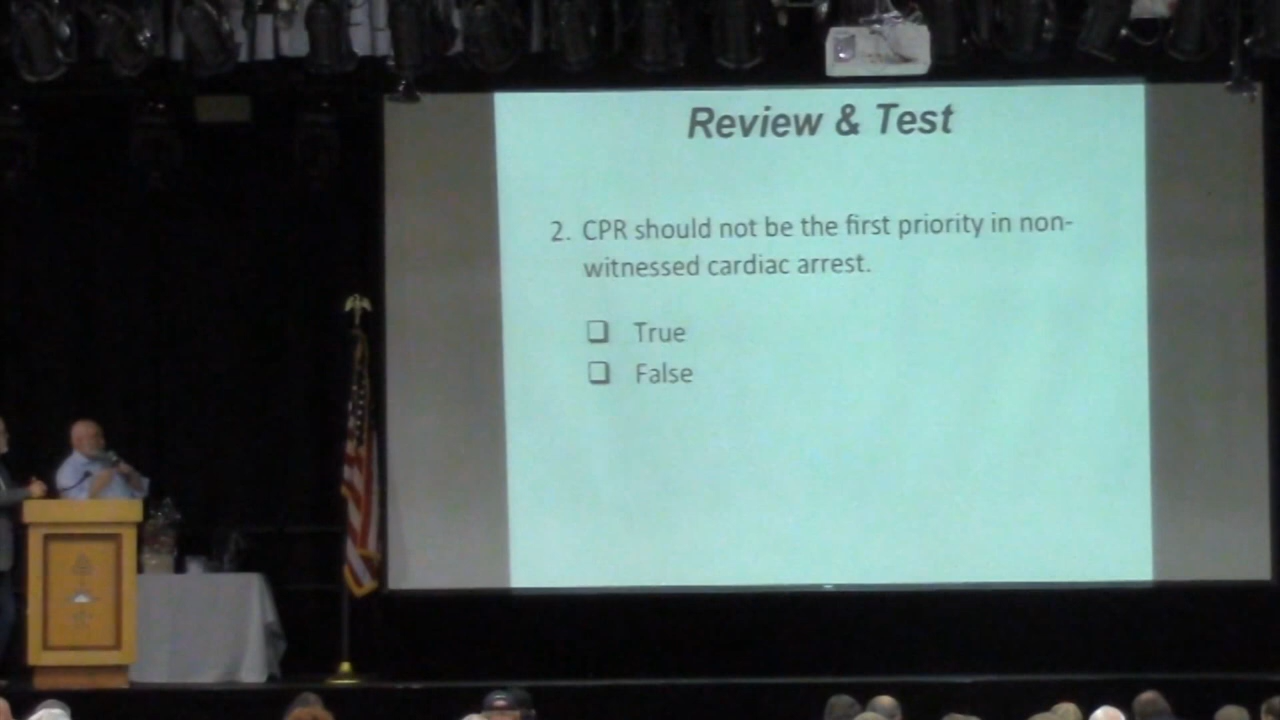 Review & Test
2. CPR should not be the first priority in non-
witnessed cardiac arrest.
True
False